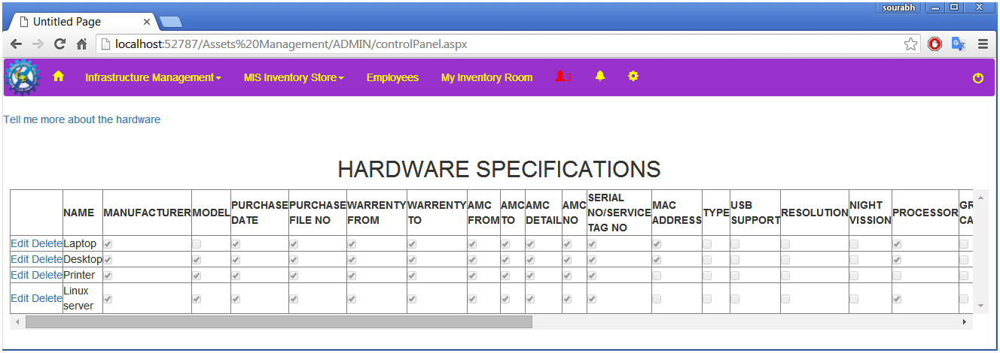 sourabh
Untitled Page
localhost:52787/Assets%20Management/ADMIN/controlPanel.aspx
Infrastructure Management MIS Inventory Store Employees My Inventory Room 3
Tell me more about the hardware
HARDWARE SPECIFICATIONS
NAME MANUFACTURER MODEL PURCHASE DATE PURCHASE FILE NO WARRENTY FROM WARRENTY TO AMC FROM AMC TO AMC DETAIL AMC NO SERIAL NO/SERVICE TAG NO MAC ADDRESS TYPE USB SUPPORT RESOLUTION NIGHT VISSION PROCESSOR GR CA
Edit Delete Laptop
Edit Delete Desktop
Edit Delete Printer
Edit Delete Linux server